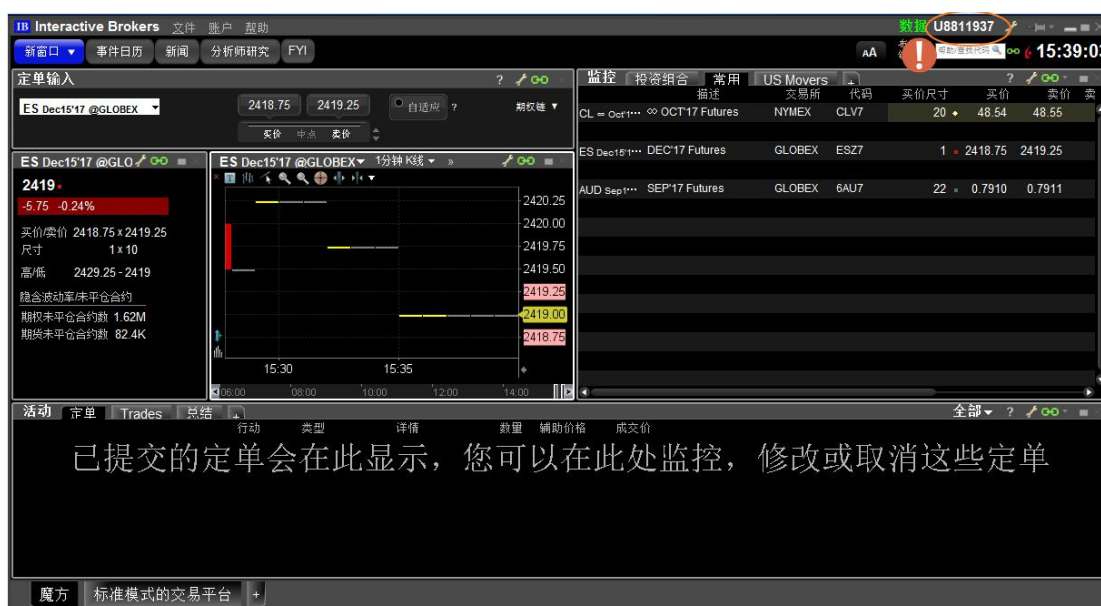 IB Interactive Brokers 文件 账户 帮助 数据 U8811937
新窗口 事件日历 新闻 分析师研究 FYI AA 帮助/查找代码 15:39:03
定单输入 ?
ES Dec15'17 @GLOBEX 2418.75 2419.25 自适应 ? 期权链
买价 中点 卖价
ES Dec15'17 @GLO
2419
-5.75 -0.24%
买价/卖价 2418.75 x 2419.25
尺寸 1 x 10
高/低 2429.25 - 2419
隐含波动率/未平仓合约
期权未平仓合约数 1.62M
期货未平仓合约数 82.4K
ES Dec15'17 @GLOBEX 1分钟 K线 »
2420.25
2420.00
2419.75
2419.50
2419.25
2419.00
2418.75
15:30 15:35
06:00 08:00 10:00 12:00 14:00
监控 投资组合 常用 US Movers + ?
描述 交易所 代码 买价尺寸 买价 卖价 卖
CL ∞ Oct1… ∞ OCT'17 Futures NYMEX CLV7 20 48.54 48.55
ES Dec15'1… DEC'17 Futures GLOBEX ESZ7 1 2418.75 2419.25
AUD Sep1… SEP'17 Futures GLOBEX 6AU7 22 0.7910 0.7911
活动 定单 Trades 总结 + 全部 ?
行动 类型 详情 数量 辅助价格 成交价
已提交的定单会在此显示，您可以在此处监控，修改或取消这些定单
魔方 标准模式的交易平台 +